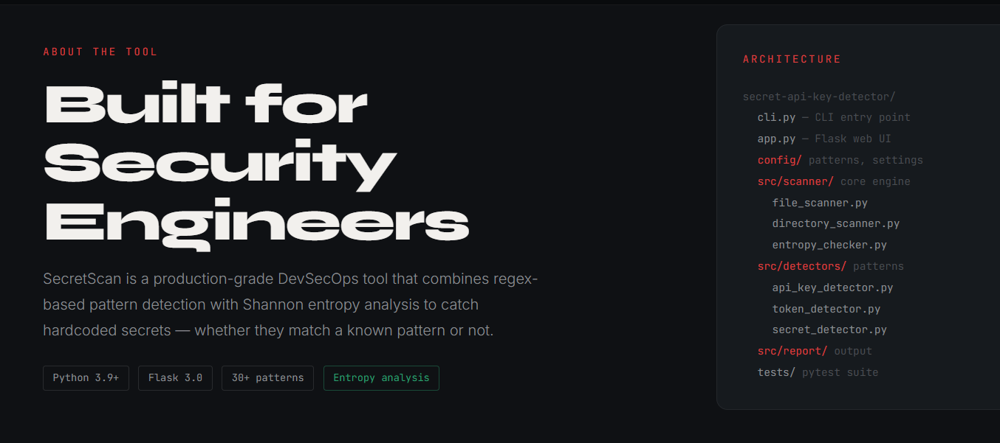 ABOUT THE TOOL
Built for
Security
Engineers
SecretScan is a production-grade DevSecOps tool that combines regex-
based pattern detection with Shannon entropy analysis to catch
hardcoded secrets — whether they match a known pattern or not.
Python 3.9+
Flask 3.0
30+ patterns
Entropy analysis
ARCHITECTURE
secret-api-key-detector/
cli.py — CLI entry point
app.py — Flask web UI
config/ patterns, settings
src/scanner/ core engine
file_scanner.py
directory_scanner.py
entropy_checker.py
src/detectors/ patterns
api_key_detector.py
token_detector.py
secret_detector.py
src/report/ output
tests/ pytest suite